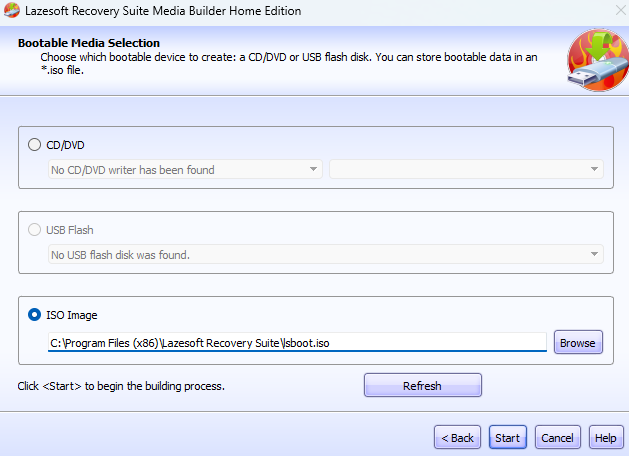 Lazesoft Recovery Suite Media Builder Home Edition
Bootable Media Selection
Choose which bootable device to create: a CD/DVD or USB flash disk. You can store bootable data in an
*.iso file.
CD/DVD
No CD/DVD writer has been found
USB Flash
No USB flash disk was found.
ISO Image
C:\Program Files (x86)\Lazesoft Recovery Suite\lsboot.iso
Browse
Click <Start> to begin the building process.
Refresh
< Back
Start
Cancel
Help